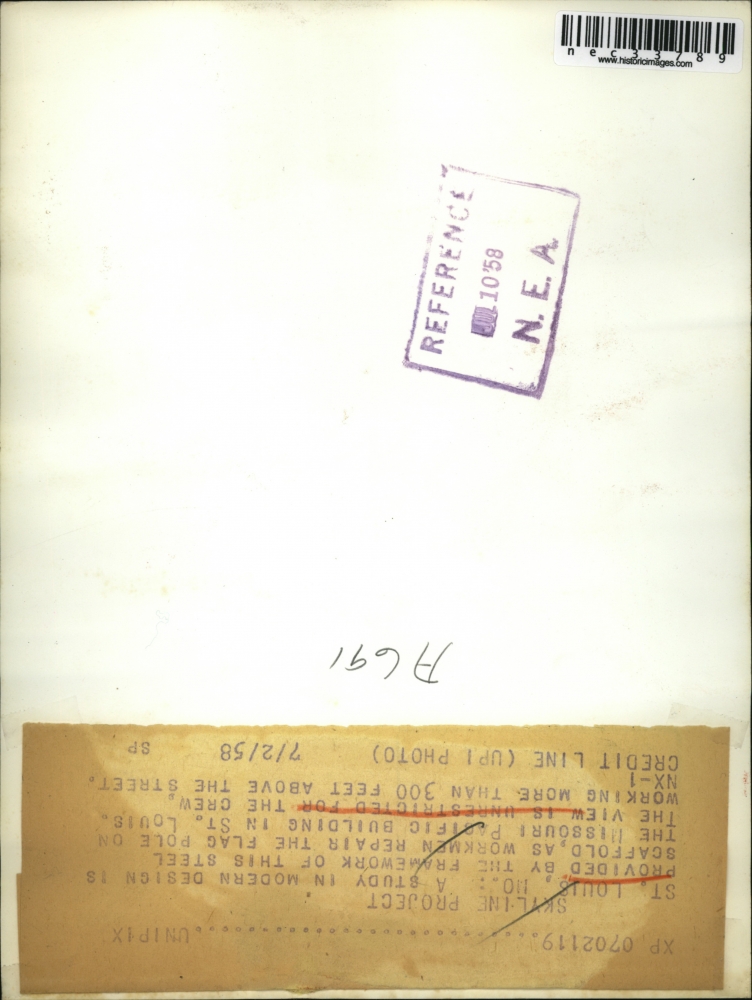 nec33789
www.historicimages.com
REFERENCE
10'58
N. E. A.
A691
XP 0702119.......................UNIPIX
SKYLINE PROJECT
ST. LOUIS, MO.: A STUDY IN MODERN DESIGN IS
PROVIDED BY THE FRAMEWORK OF THIS STEEL
SCAFFOLD, AS WORKMEN REPAIR THE FLAG POLE ON
THE MISSOURI PACIFIC BUILDING IN ST. LOUIS.
THE VIEW IS UNRESTRICTED FOR THE CREW,
WORKING MORE THAN 300 FEET ABOVE THE STREET.
NX-1
CREDIT LINE (UPI PHOTO) 7/2/58 SP